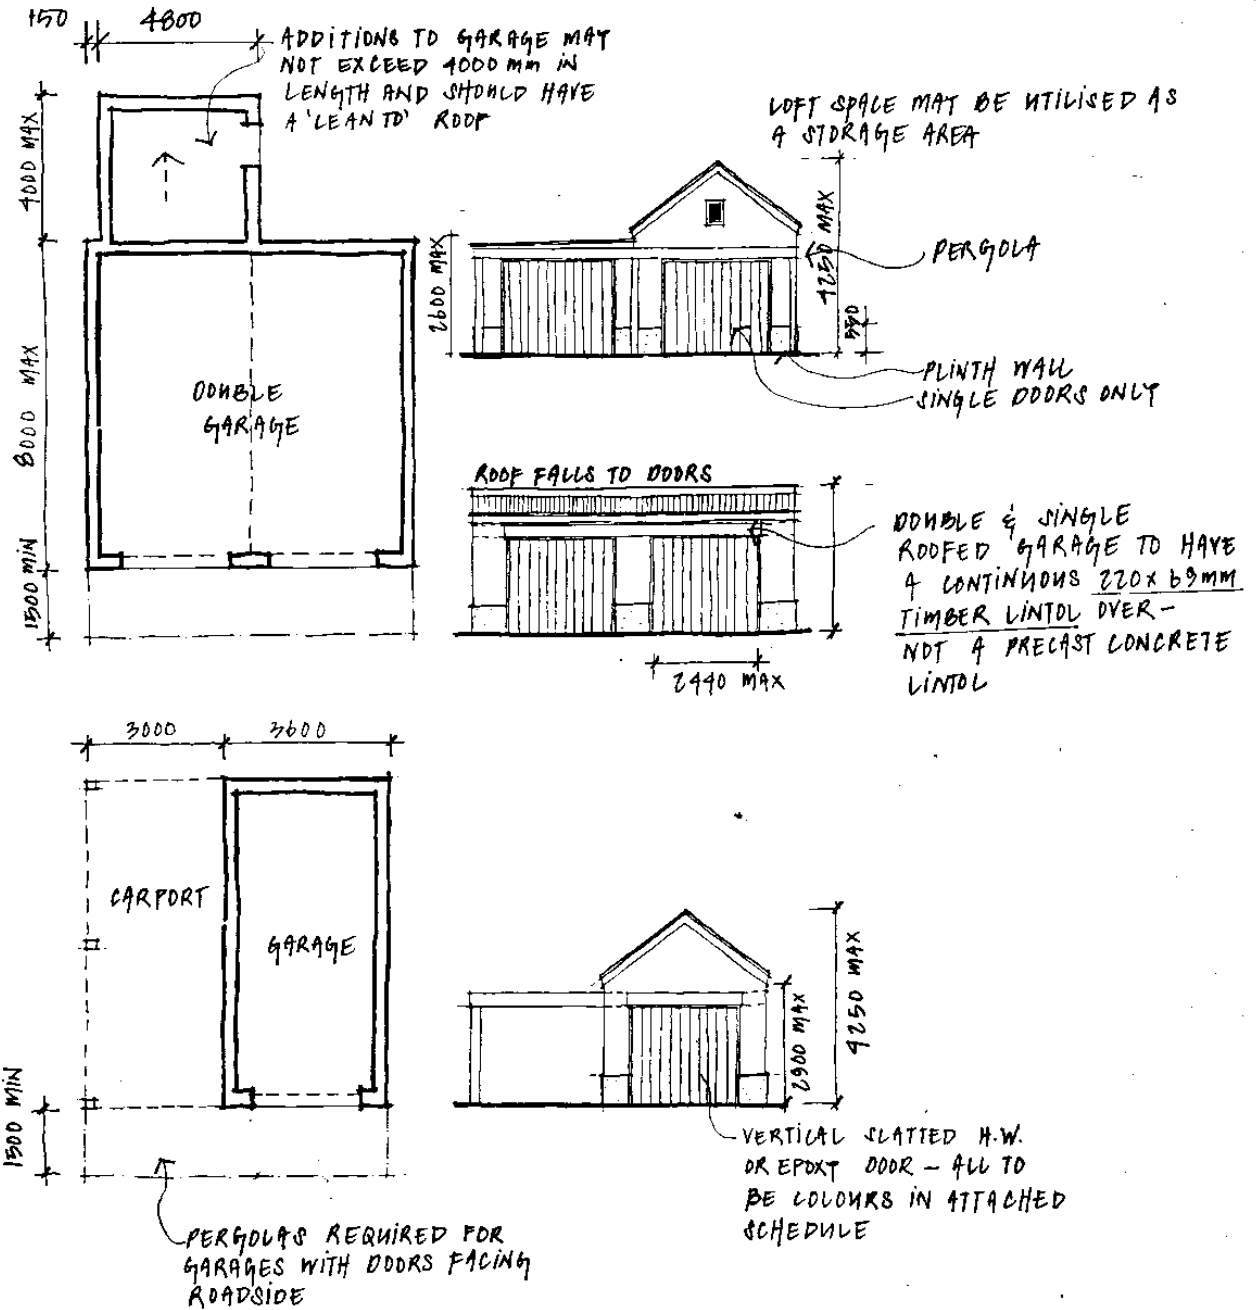 150
4800
ADDITIONS TO GARAGE MAY
NOT EXCEED 4000 mm IN
LENGTH AND SHOULD HAVE
A 'LEAN TO' ROOF
4000 MAX
LOFT SPACE MAY BE UTILISED AS
A STORAGE AREA
2600 MAX
4250 MAX
PERGOLA
550
8000 MAX
DOUBLE
GARAGE
PLINTH WALL
SINGLE DOORS ONLY
ROOF FALLS TO DOORS
1500 MIN
DOUBLE & SINGLE
ROOFED GARAGE TO HAVE
A CONTINUOUS 220 x 69mm
TIMBER LINTOL OVER -
NOT A PRECAST CONCRETE
LINTOL
2440 MAX
3000
3600
CARPORT
GARAGE
2900 MAX
4250 MAX
1500 MIN
VERTICAL SLATTED H.W.
OR EPOXY DOOR - ALL TO
BE COLOURS IN ATTACHED
SCHEDULE
PERGOLAS REQUIRED FOR
GARAGES WITH DOORS FACING
ROADSIDE